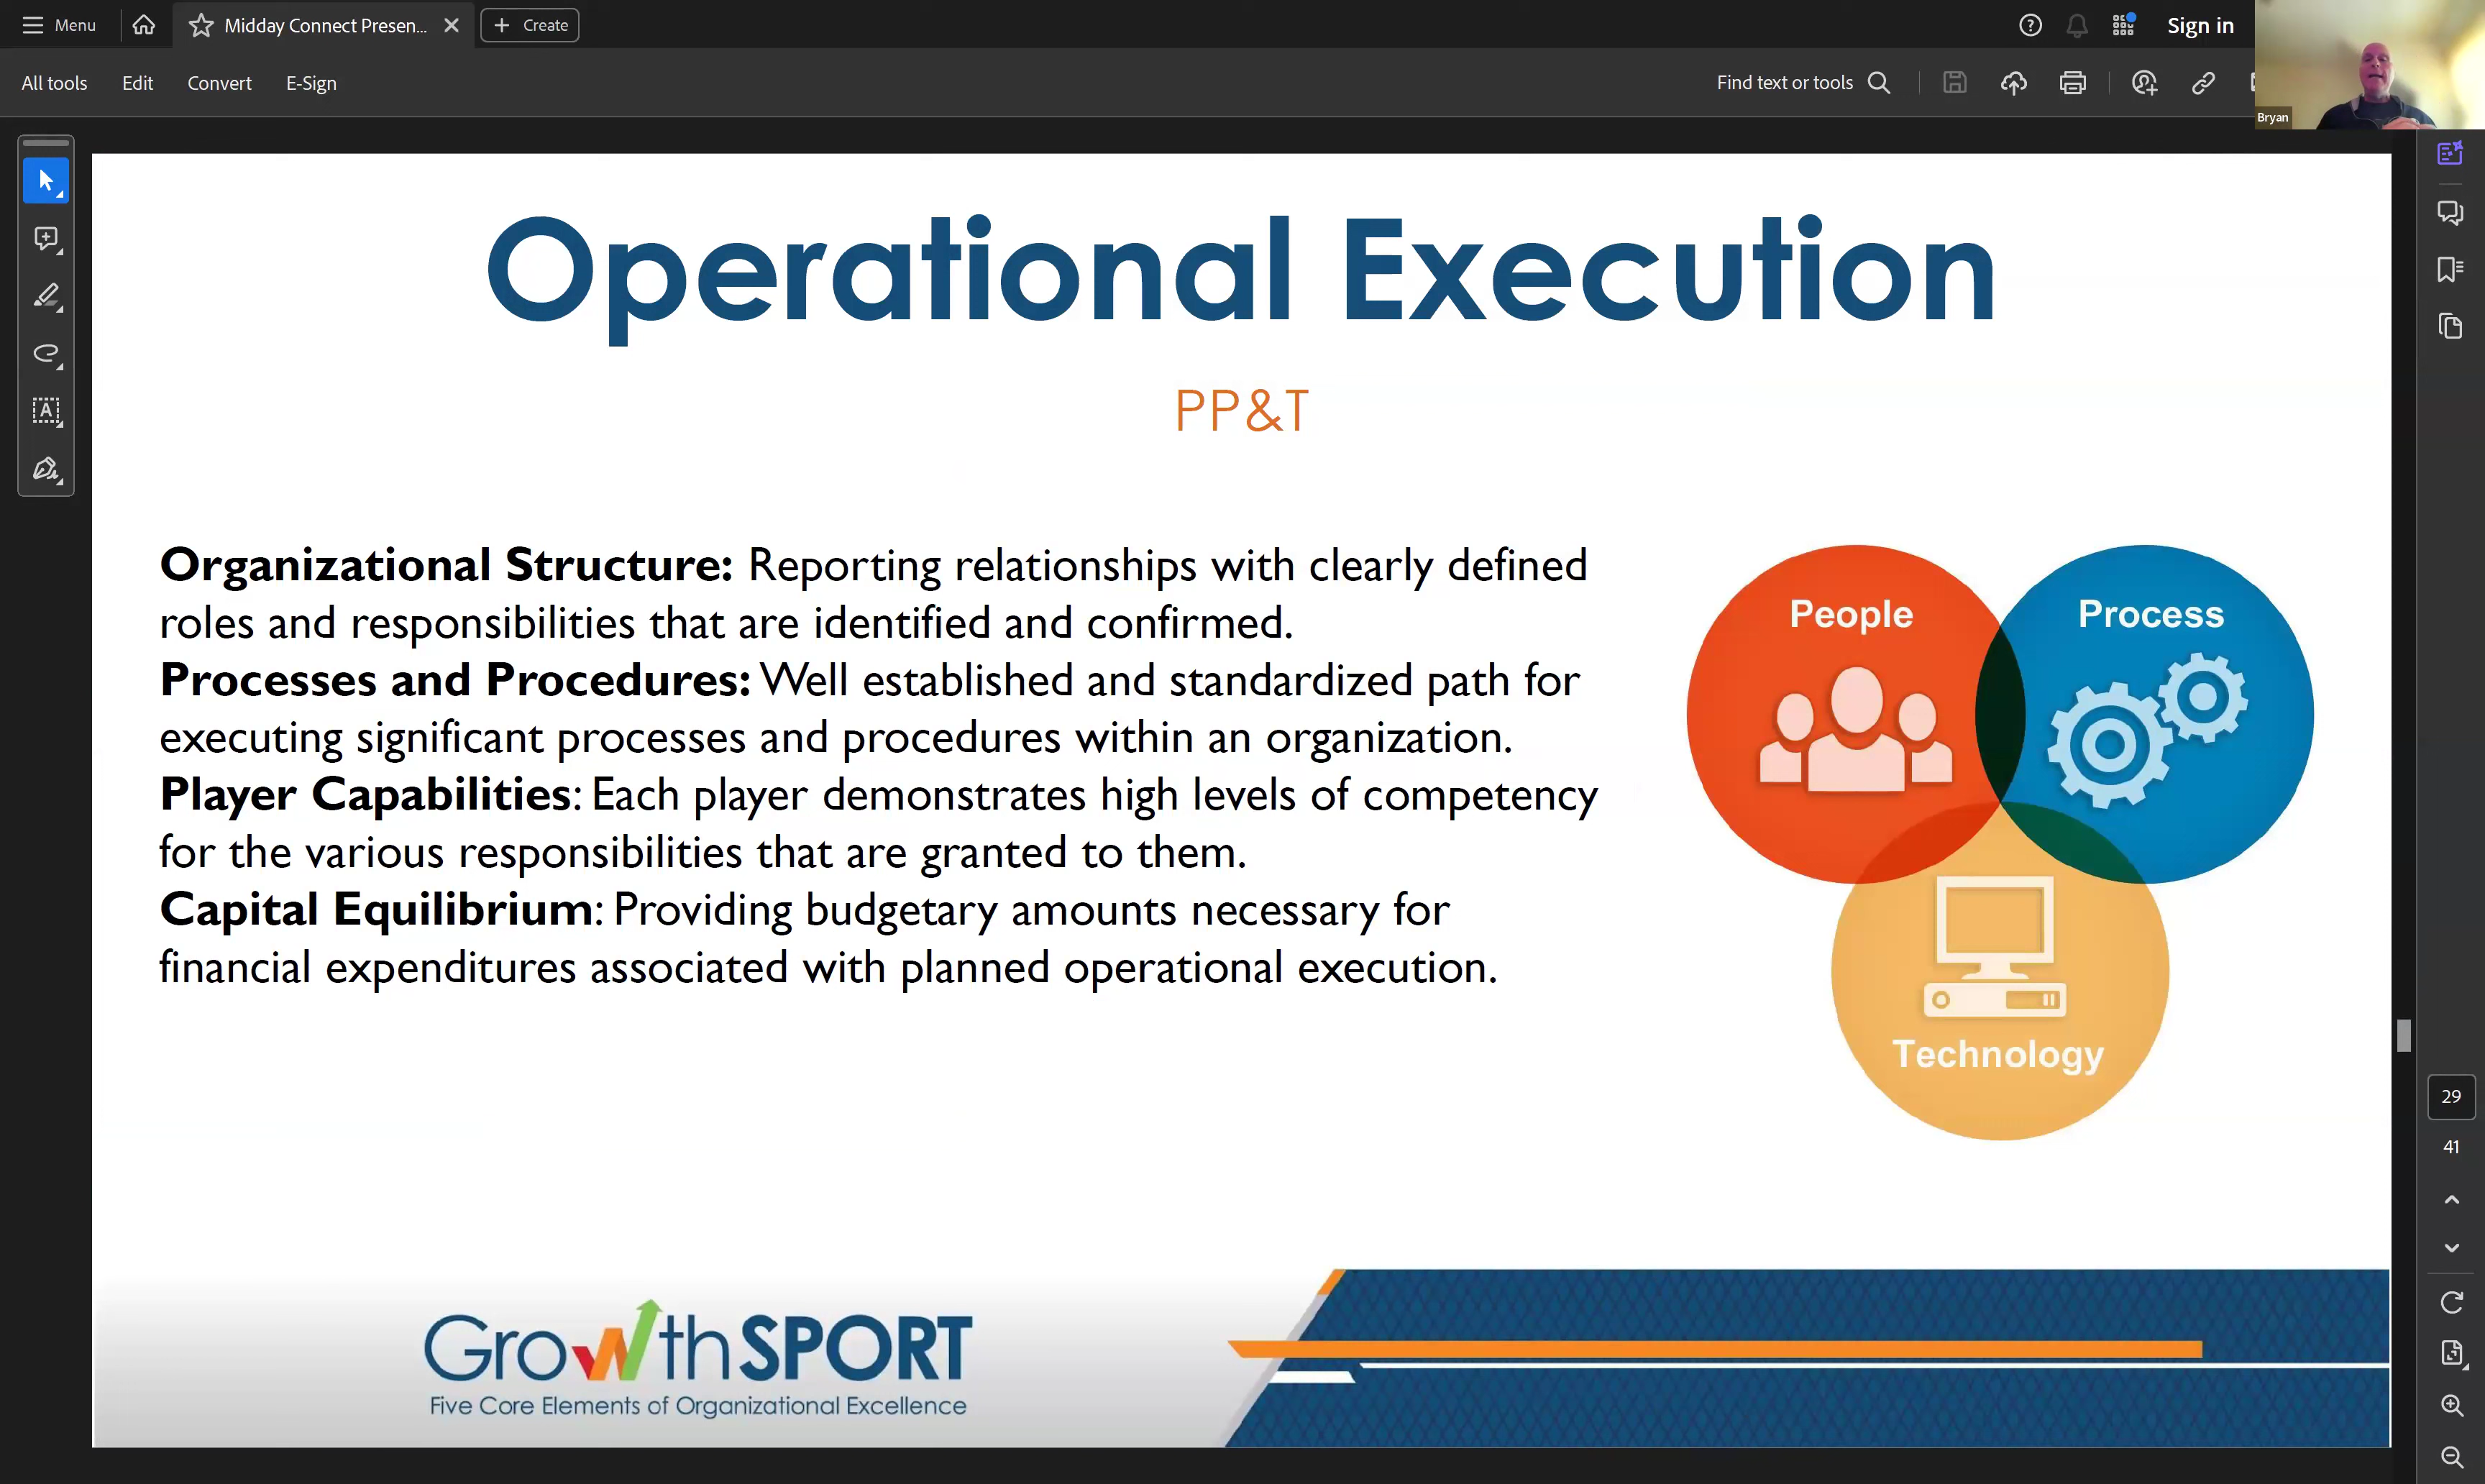 Menu
Midday Connect Presen...
Create
Sign in
All tools
Edit
Convert
E-Sign
Find text or tools
Bryan
Operational Execution
PP&T
Organizational Structure: Reporting relationships with clearly defined
roles and responsibilities that are identified and confirmed.
Processes and Procedures: Well established and standardized path for
executing significant processes and procedures within an organization.
Player Capabilities: Each player demonstrates high levels of competency
for the various responsibilities that are granted to them.
Capital Equilibrium: Providing budgetary amounts necessary for
financial expenditures associated with planned operational execution.
People
Process
Technology
29
41
GrowthSPORT
Five Core Elements of Organizational Excellence